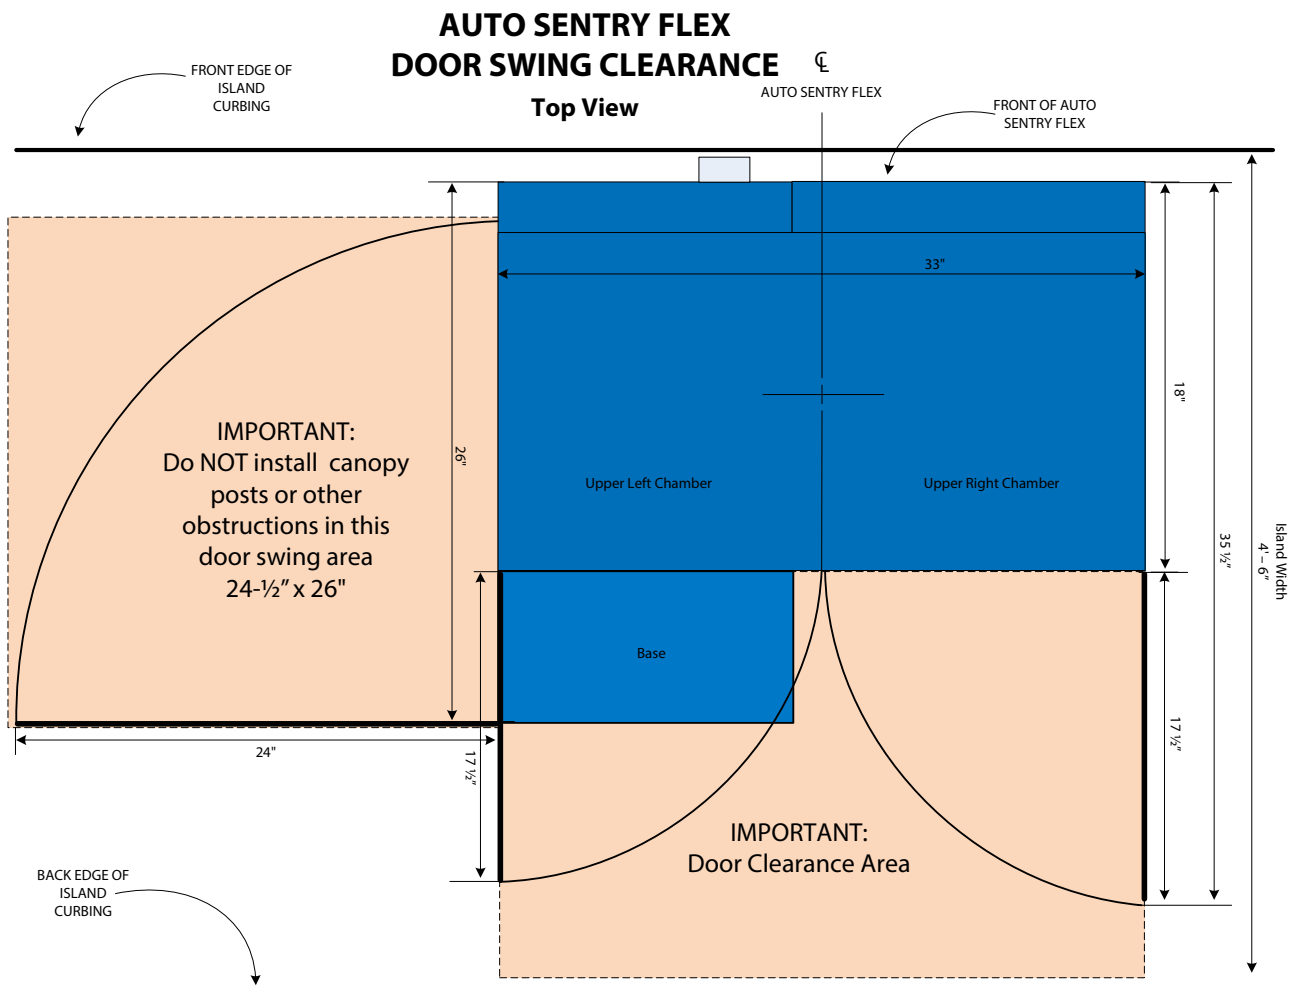 AUTO SENTRY FLEX
DOOR SWING CLEARANCE
Top View
℄
AUTO SENTRY FLEX
FRONT EDGE OF
ISLAND
CURBING
FRONT OF AUTO
SENTRY FLEX
33"
18"
26"
IMPORTANT:
Do NOT install canopy
posts or other
obstructions in this
door swing area
24-½" x 26"
Upper Left Chamber
Upper Right Chamber
35 ½"
Island Width
4' – 6"
Base
24"
17 ½"
17 ½"
IMPORTANT:
Door Clearance Area
BACK EDGE OF
ISLAND
CURBING